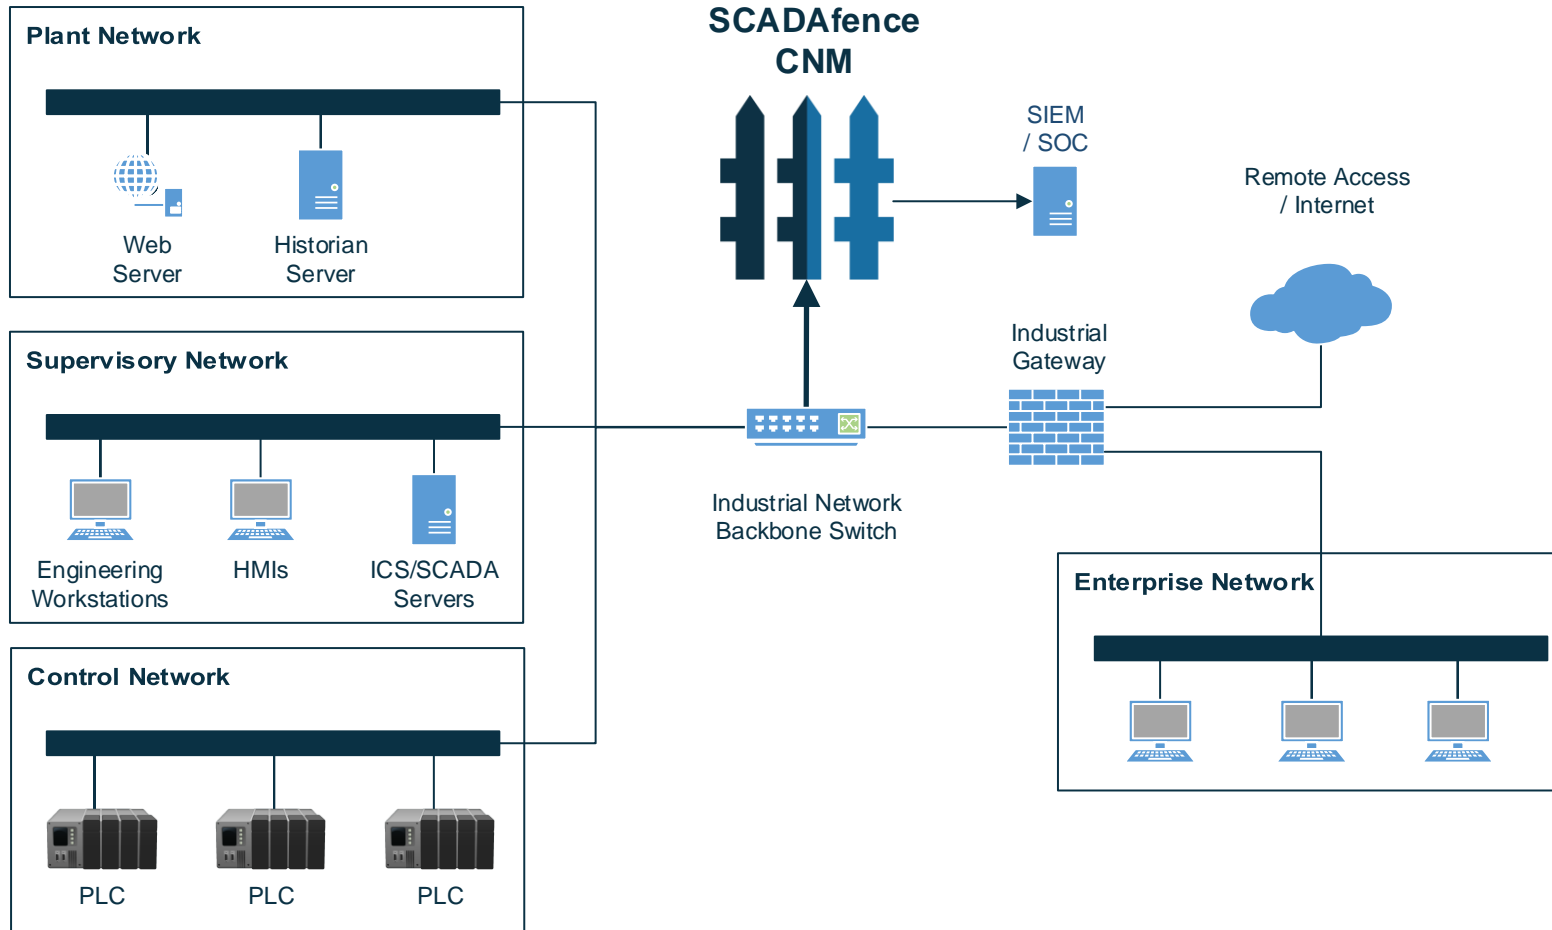 Plant Network
Web
Server
Historian
Server
SCADAfence
CNM
SIEM
/ SOC
Remote Access
/ Internet
Supervisory Network
Engineering
Workstations
HMIs
ICS/SCADA
Servers
Industrial Network
Backbone Switch
Industrial
Gateway
Control Network
PLC
PLC
PLC
Enterprise Network